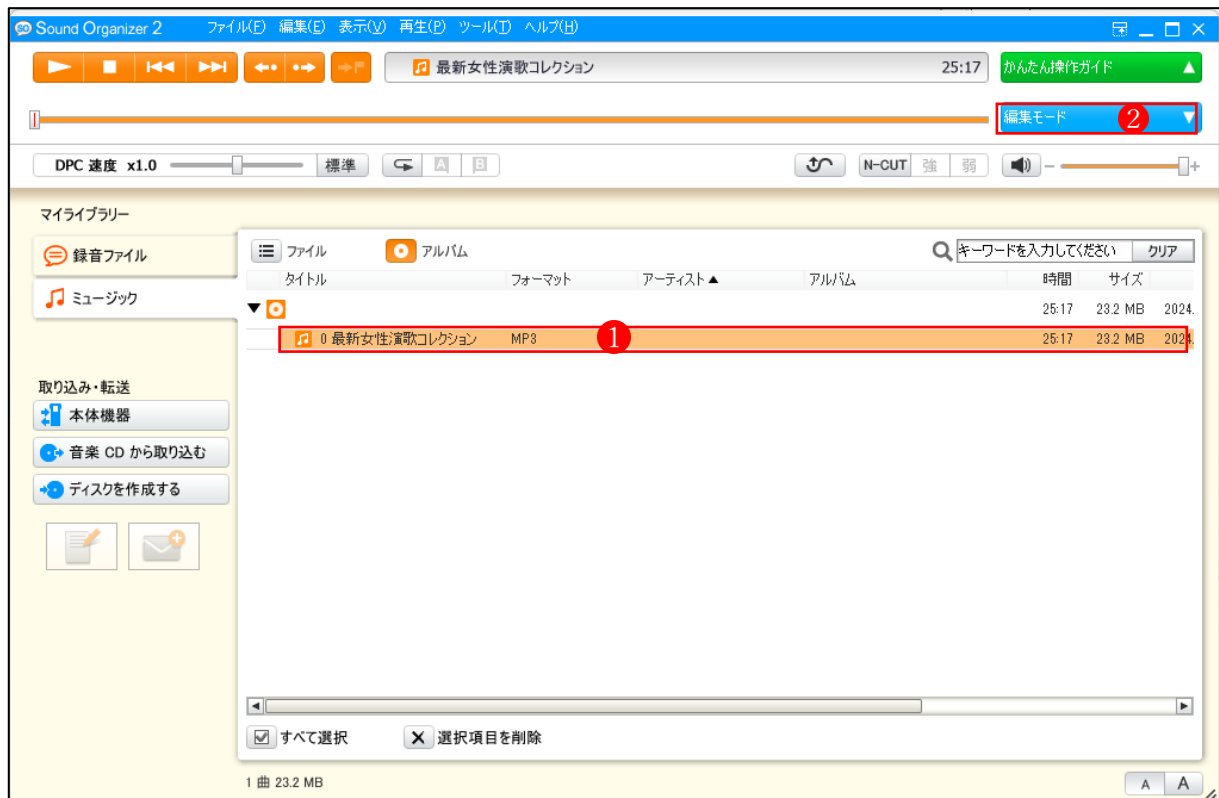 Sound Organizer 2 ファイル(F) 編集(E) 表示(V) 再生(P) ツール(T) ヘルプ(H)
最新女性演歌コレクション 25:17 かんたん操作ガイド
編集モード 2
DPC 速度 x1.0 標準 A B N-CUT 強 弱
マイライブラリー
録音ファイル ファイル アルバム キーワードを入力してください クリア
タイトル フォーマット アーティスト▲ アルバム 時間 サイズ
ミュージック
25:17 23.2 MB 2024.
0 最新女性演歌コレクション MP3 1 25:17 23.2 MB 2024.
取り込み・転送
本体機器
音楽 CD から取り込む
ディスクを作成する
すべて選択 選択項目を削除
1 曲 23.2 MB A A